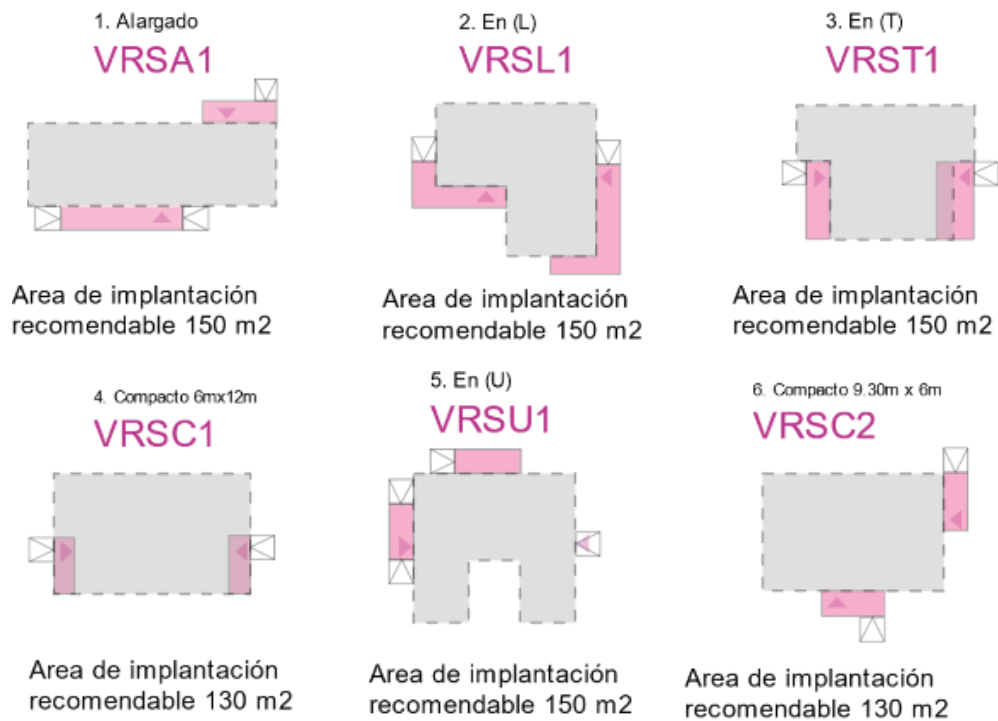 1. Alargado
VRSA1
Area de implantación
recomendable 150 m2
2. En (L)
VRSL1
Area de implantación
recomendable 150 m2
3. En (T)
VRST1
Area de implantación
recomendable 150 m2
4. Compacto 6mx12m
VRSC1
Area de implantación
recomendable 130 m2
5. En (U)
VRSU1
Area de implantación
recomendable 150 m2
6. Compacto 9.30m x 6m
VRSC2
Area de implantación
recomendable 130 m2